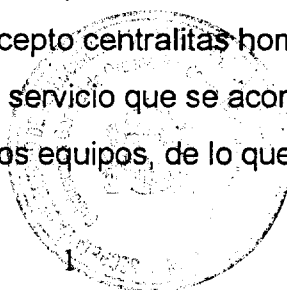 cepto centralitas hom
servicio que se acor
os equipos, de lo que
1